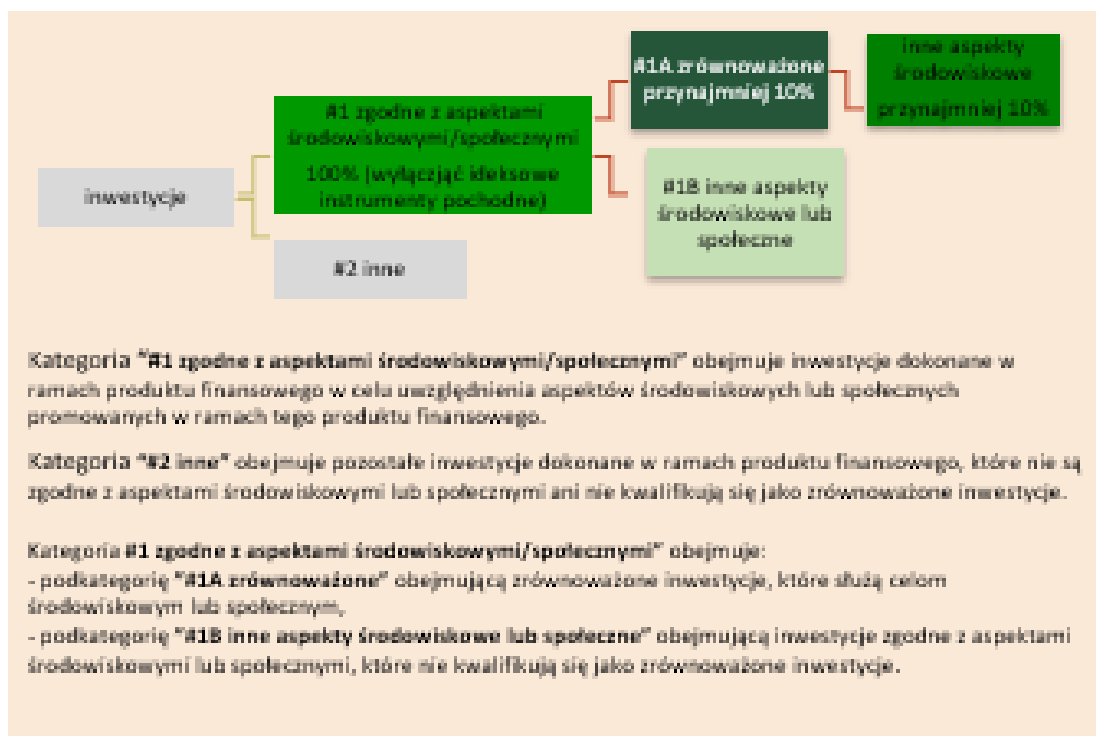 inwestycje
#1 zgodne z aspektami
środowiskowymi/społecznymi
100% (wyłączjąć ideksowe
instrumenty pochodne)
#2 inne
#1A zrównoważone
przynajmniej 10%
inne aspekty
środowiskowe
przynajmniej 10%
#1B inne aspekty
środowiskowe lub
społeczne
Kategoria "#1 zgodne z aspektami środowiskowymi/społecznymi" obejmuje inwestycje dokonane w
ramach produktu finansowego w celu uwzględnienia aspektów środowiskowych lub społecznych
promowanych w ramach tego produktu finansowego.
Kategoria "#2 inne" obejmuje pozostałe inwestycje dokonane w ramach produktu finansowego, które nie są
zgodne z aspektami środowiskowymi lub społecznymi ani nie kwalifikują się jako zrównoważone inwestycje.
Kategoria #1 zgodne z aspektami środowiskowymi/społecznymi" obejmuje:
- podkategorię "#1A zrównoważone" obejmującą zrównoważone inwestycje, które służą celom
środowiskowym lub społecznym,
- podkategorię "#1B inne aspekty środowiskowe lub społeczne" obejmującą inwestycje zgodne z aspektami
środowiskowymi lub społecznymi, które nie kwalifikują się jako zrównoważone inwestycje.